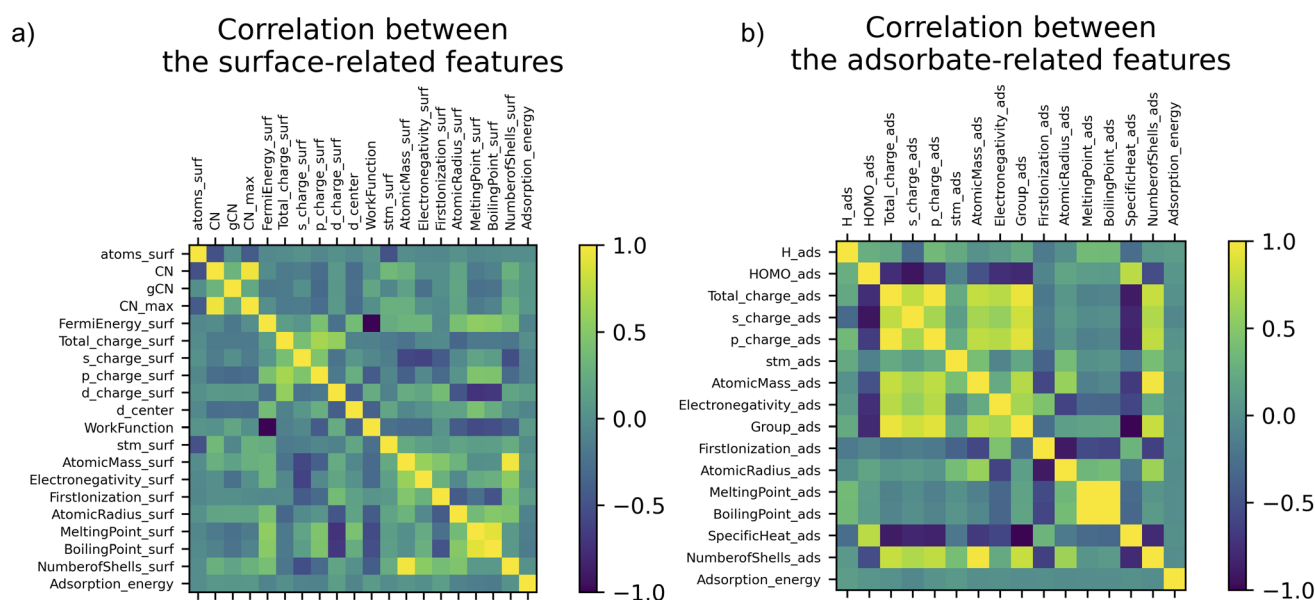 a)
Correlation between
the surface-related features
atoms_surf
CN
gCN
CN_max
FermiEnergy_surf
Total_charge_surf
s_charge_surf
p_charge_surf
d_charge_surf
d_center
WorkFunction
stm_surf
AtomicMass_surf
Electronegativity_surf
FirstIonization_surf
AtomicRadius_surf
MeltingPoint_surf
BoilingPoint_surf
NumberofShells_surf
Adsorption_energy
atoms_surf
CN
gCN
CN_max
FermiEnergy_surf
Total_charge_surf
s_charge_surf
p_charge_surf
d_charge_surf
d_center
WorkFunction
stm_surf
AtomicMass_surf
Electronegativity_surf
FirstIonization_surf
AtomicRadius_surf
MeltingPoint_surf
BoilingPoint_surf
NumberofShells_surf
Adsorption_energy
1.0
0.5
0.0
−0.5
−1.0
b)
Correlation between
the adsorbate-related features
H_ads
HOMO_ads
Total_charge_ads
s_charge_ads
p_charge_ads
stm_ads
AtomicMass_ads
Electronegativity_ads
Group_ads
FirstIonization_ads
AtomicRadius_ads
MeltingPoint_ads
BoilingPoint_ads
SpecificHeat_ads
NumberofShells_ads
Adsorption_energy
H_ads
HOMO_ads
Total_charge_ads
s_charge_ads
p_charge_ads
stm_ads
AtomicMass_ads
Electronegativity_ads
Group_ads
FirstIonization_ads
AtomicRadius_ads
MeltingPoint_ads
BoilingPoint_ads
SpecificHeat_ads
NumberofShells_ads
Adsorption_energy
1.0
0.5
0.0
−0.5
−1.0